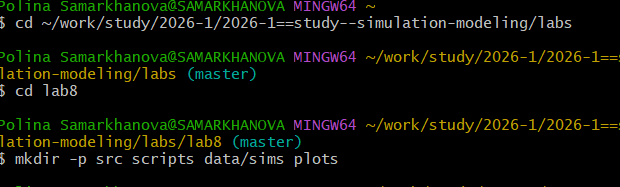 Polina Samarkhanova@SAMARKHANOVA MINGW64 ~
$ cd ~/work/study/2026-1/2026-1==study--simulation-modeling/labs
Polina Samarkhanova@SAMARKHANOVA MINGW64 ~/work/study/2026-1/2026-1==s
lation-modeling/labs (master)
$ cd lab8
Polina Samarkhanova@SAMARKHANOVA MINGW64 ~/work/study/2026-1/2026-1==s
lation-modeling/labs/lab8 (master)
$ mkdir -p src scripts data/sims plots